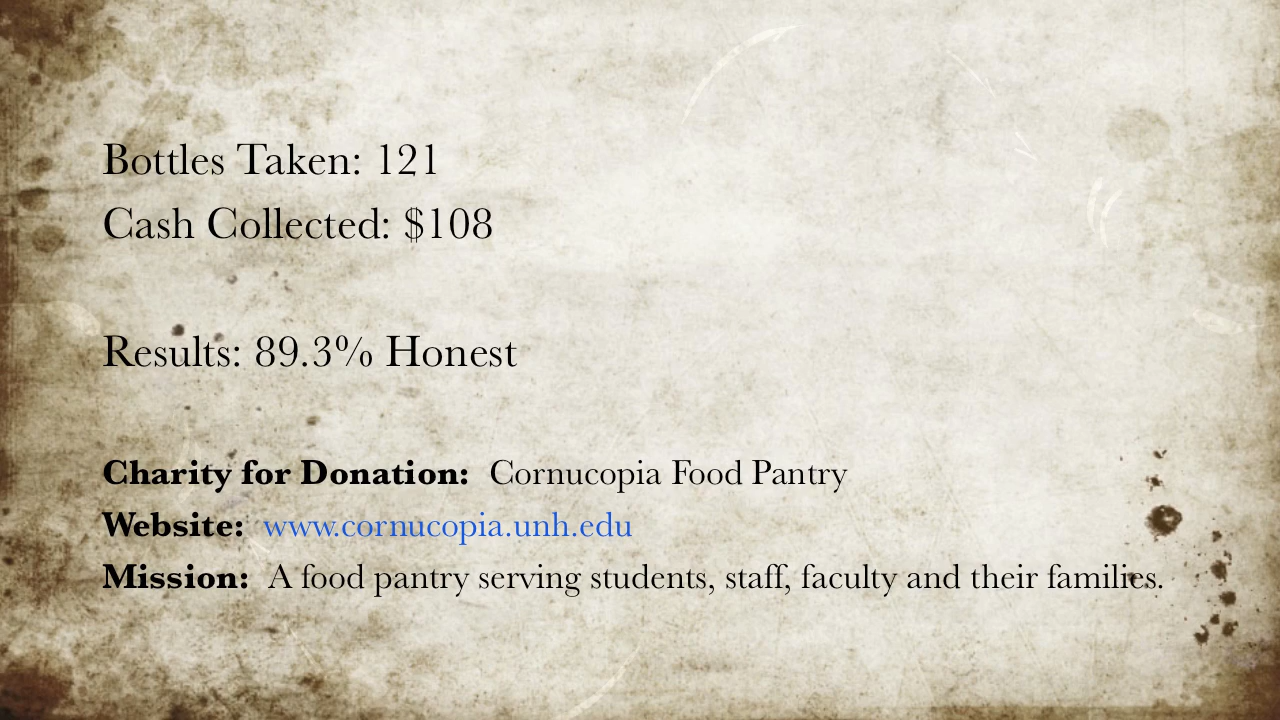 Bottles Taken: 121
Cash Collected: $108
Results: 89.3% Honest
Charity for Donation: Cornucopia Food Pantry
Website: www.cornucopia.unh.edu
Mission: A food pantry serving students, staff, faculty and their families.